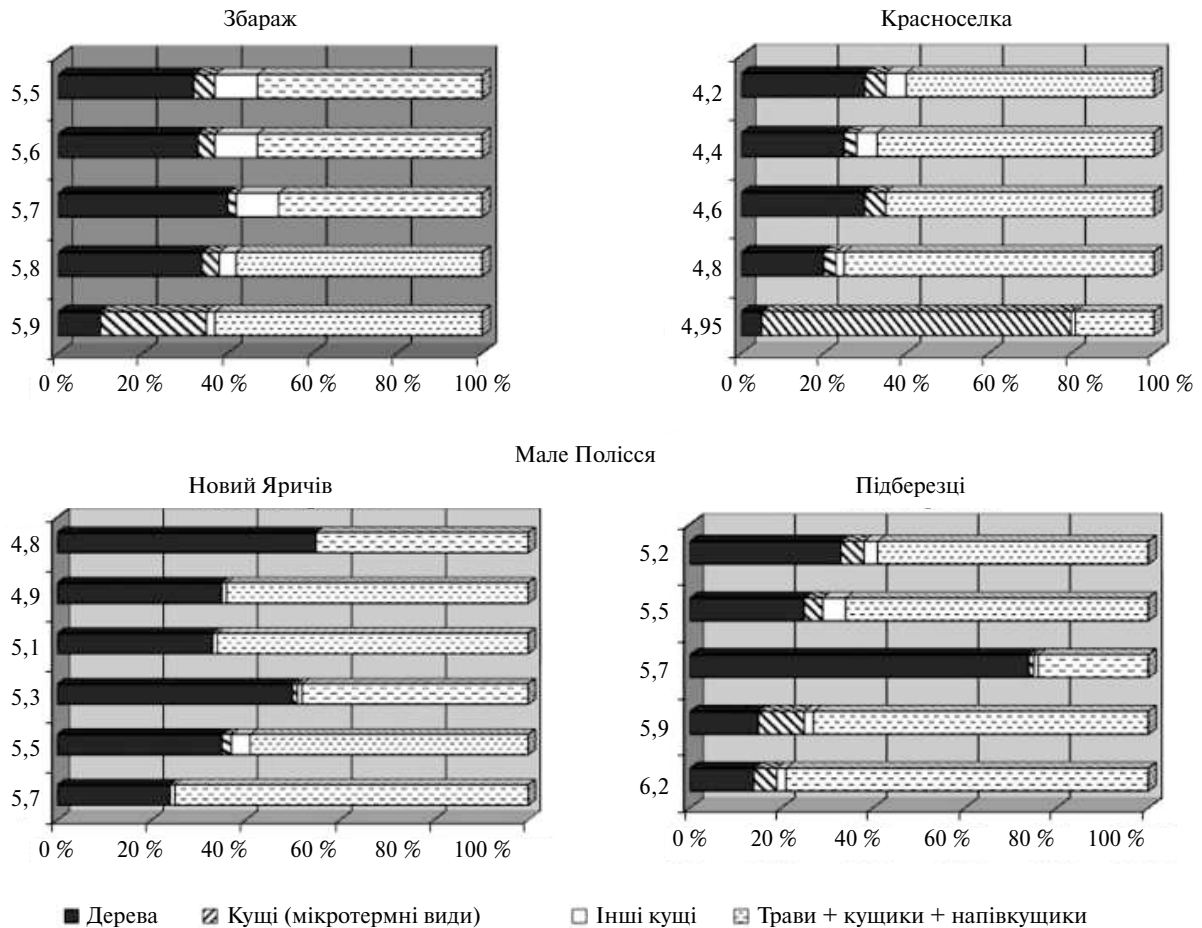 Збараж
5,5
5,6
5,7
5,8
5,9
0 % 20 % 40 % 60 % 80 % 100 %
Красноселка
4,2
4,4
4,6
4,8
4,95
0 % 20 % 40 % 60 % 80 % 100 %
Мале Полісся
Новий Яричів
4,8
4,9
5,1
5,3
5,5
5,7
0 % 20 % 40 % 60 % 80 % 100 %
Підберезці
5,2
5,5
5,7
5,9
6,2
0 % 20 % 40 % 60 % 80 % 100 %
Дерева Кущі (мікротермні види) Інші кущі Трави + кущики + напівкущики